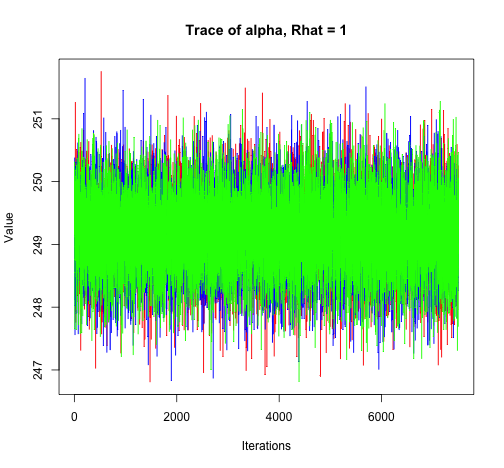 Trace of alpha, Rhat = 1
Value
251
250
249
248
247
0 2000 4000 6000
Iterations